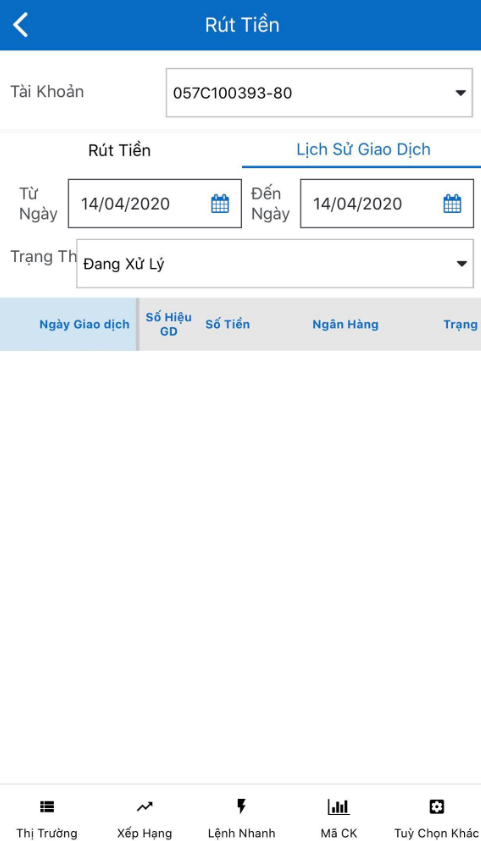 Rút Tiền
Tài Khoản
057C100393-80
Rút Tiền
Lịch Sử Giao Dịch
Từ Ngày
14/04/2020
Đến Ngày
14/04/2020
Trạng Th
Đang Xử Lý
Ngày Giao dịch
Số Hiệu GD
Số Tiền
Ngân Hàng
Trạng
Thị Trường
Xếp Hạng
Lệnh Nhanh
Mã CK
Tuỳ Chọn Khác